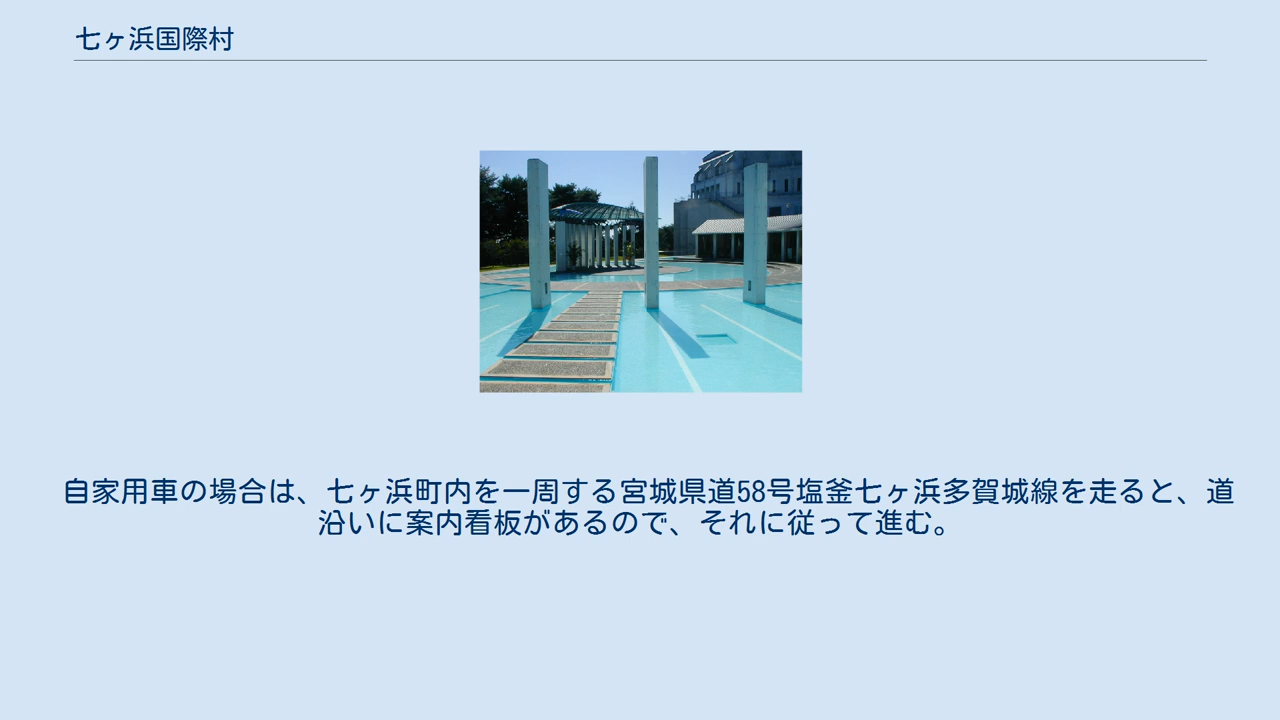 七ヶ浜国際村
自家用車の場合は、七ヶ浜町内を一周する宮城県道58号塩釜七ヶ浜多賀城線を走ると、道
沿いに案内看板があるので、それに従って進む。